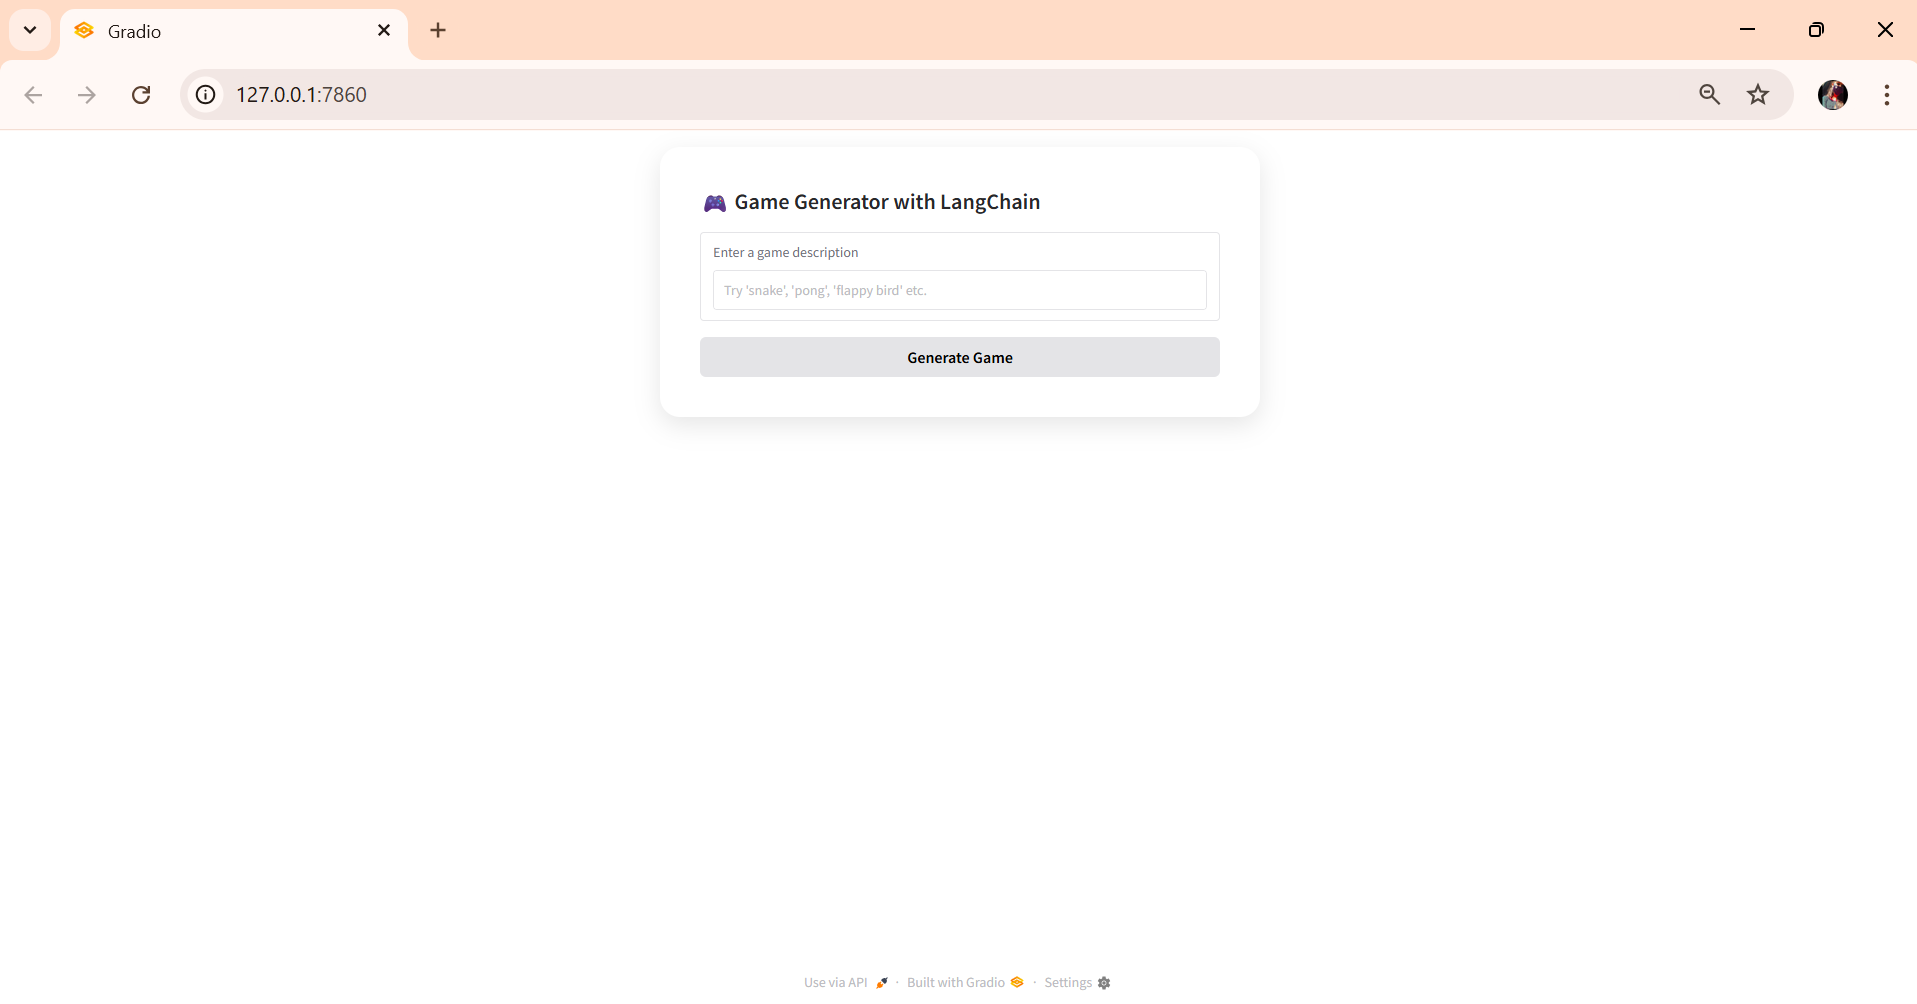 Gradio
127.0.0.1:7860
🎮 Game Generator with LangChain
Enter a game description
Try 'snake', 'pong', 'flappy bird' etc.
Generate Game
Use via API 🚀 · Built with Gradio · Settings ⚙️